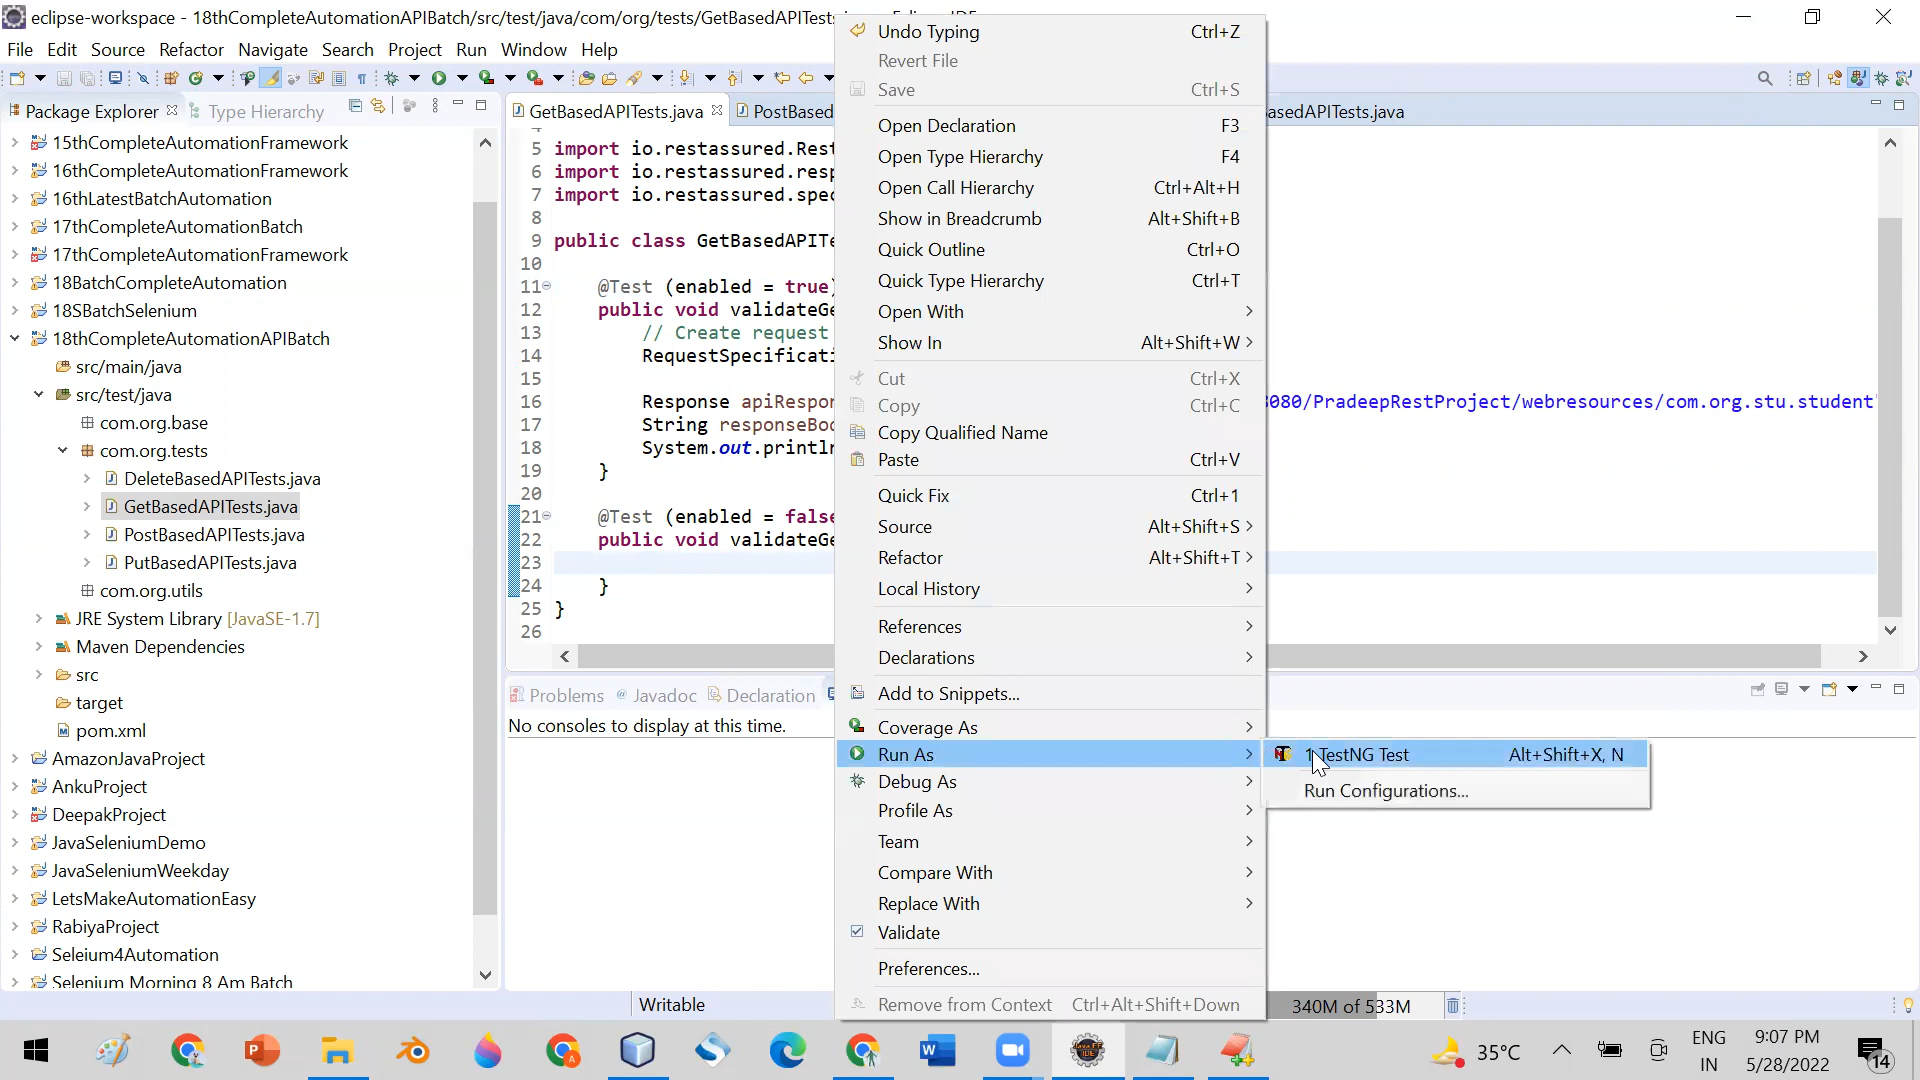 eclipse-workspace - 18thCompleteAutomationAPIBatch/src/test/java/com/org/tests/GetBasedAPITests
File Edit Source Refactor Navigate Search Project Run Window Help
Package Explorer
Type Hierarchy
15thCompleteAutomationFramework
16thCompleteAutomationFramework
16thLatestBatchAutomation
17thCompleteAutomationBatch
17thCompleteAutomationFramework
18BatchCompleteAutomation
18SBatchSelenium
18thCompleteAutomationAPIBatch
src/main/java
src/test/java
com.org.base
com.org.tests
DeleteBasedAPITests.java
GetBasedAPITests.java
PostBasedAPITests.java
PutBasedAPITests.java
com.org.utils
JRE System Library [JavaSE-1.7]
Maven Dependencies
src
target
pom.xml
AmazonJavaProject
AnkuProject
DeepakProject
JavaSeleniumDemo
JavaSeleniumWeekday
LetsMakeAutomationEasy
RabiyaProject
Seleium4Automation
Selenium Morning 8 Am Batch
GetBasedAPITests.java
PostBased
asedAPITests.java
5 import io.restassured.Rest
6 import io.restassured.resp
7 import io.restassured.spec
8
9 public class GetBasedAPITe
10
11 @Test (enabled = true)
12 public void validateGe
13 // Create request
14 RequestSpecificati
15
16 Response apiRespon 8080/PradeepRestProject/webresources/com.org.stu.student"
17 String responseBod
18 System.out.println
19 }
20
21 @Test (enabled = false
22 public void validateGe
23
24 }
25 }
26
Problems
@ Javadoc
Declaration
No consoles to display at this time.
Undo Typing Ctrl+Z
Revert File
Save Ctrl+S
Open Declaration F3
Open Type Hierarchy F4
Open Call Hierarchy Ctrl+Alt+H
Show in Breadcrumb Alt+Shift+B
Quick Outline Ctrl+O
Quick Type Hierarchy Ctrl+T
Open With
Show In Alt+Shift+W
Cut Ctrl+X
Copy Ctrl+C
Copy Qualified Name
Paste Ctrl+V
Quick Fix Ctrl+1
Source Alt+Shift+S
Refactor Alt+Shift+T
Local History
References
Declarations
Add to Snippets...
Coverage As
Run As
Debug As
Profile As
Team
Compare With
Replace With
Validate
Preferences...
Remove from Context Ctrl+Alt+Shift+Down
1 TestNG Test Alt+Shift+X, N
Run Configurations...
Writable
340M of 533M
35°C
ENG
IN
9:07 PM
5/28/2022
14